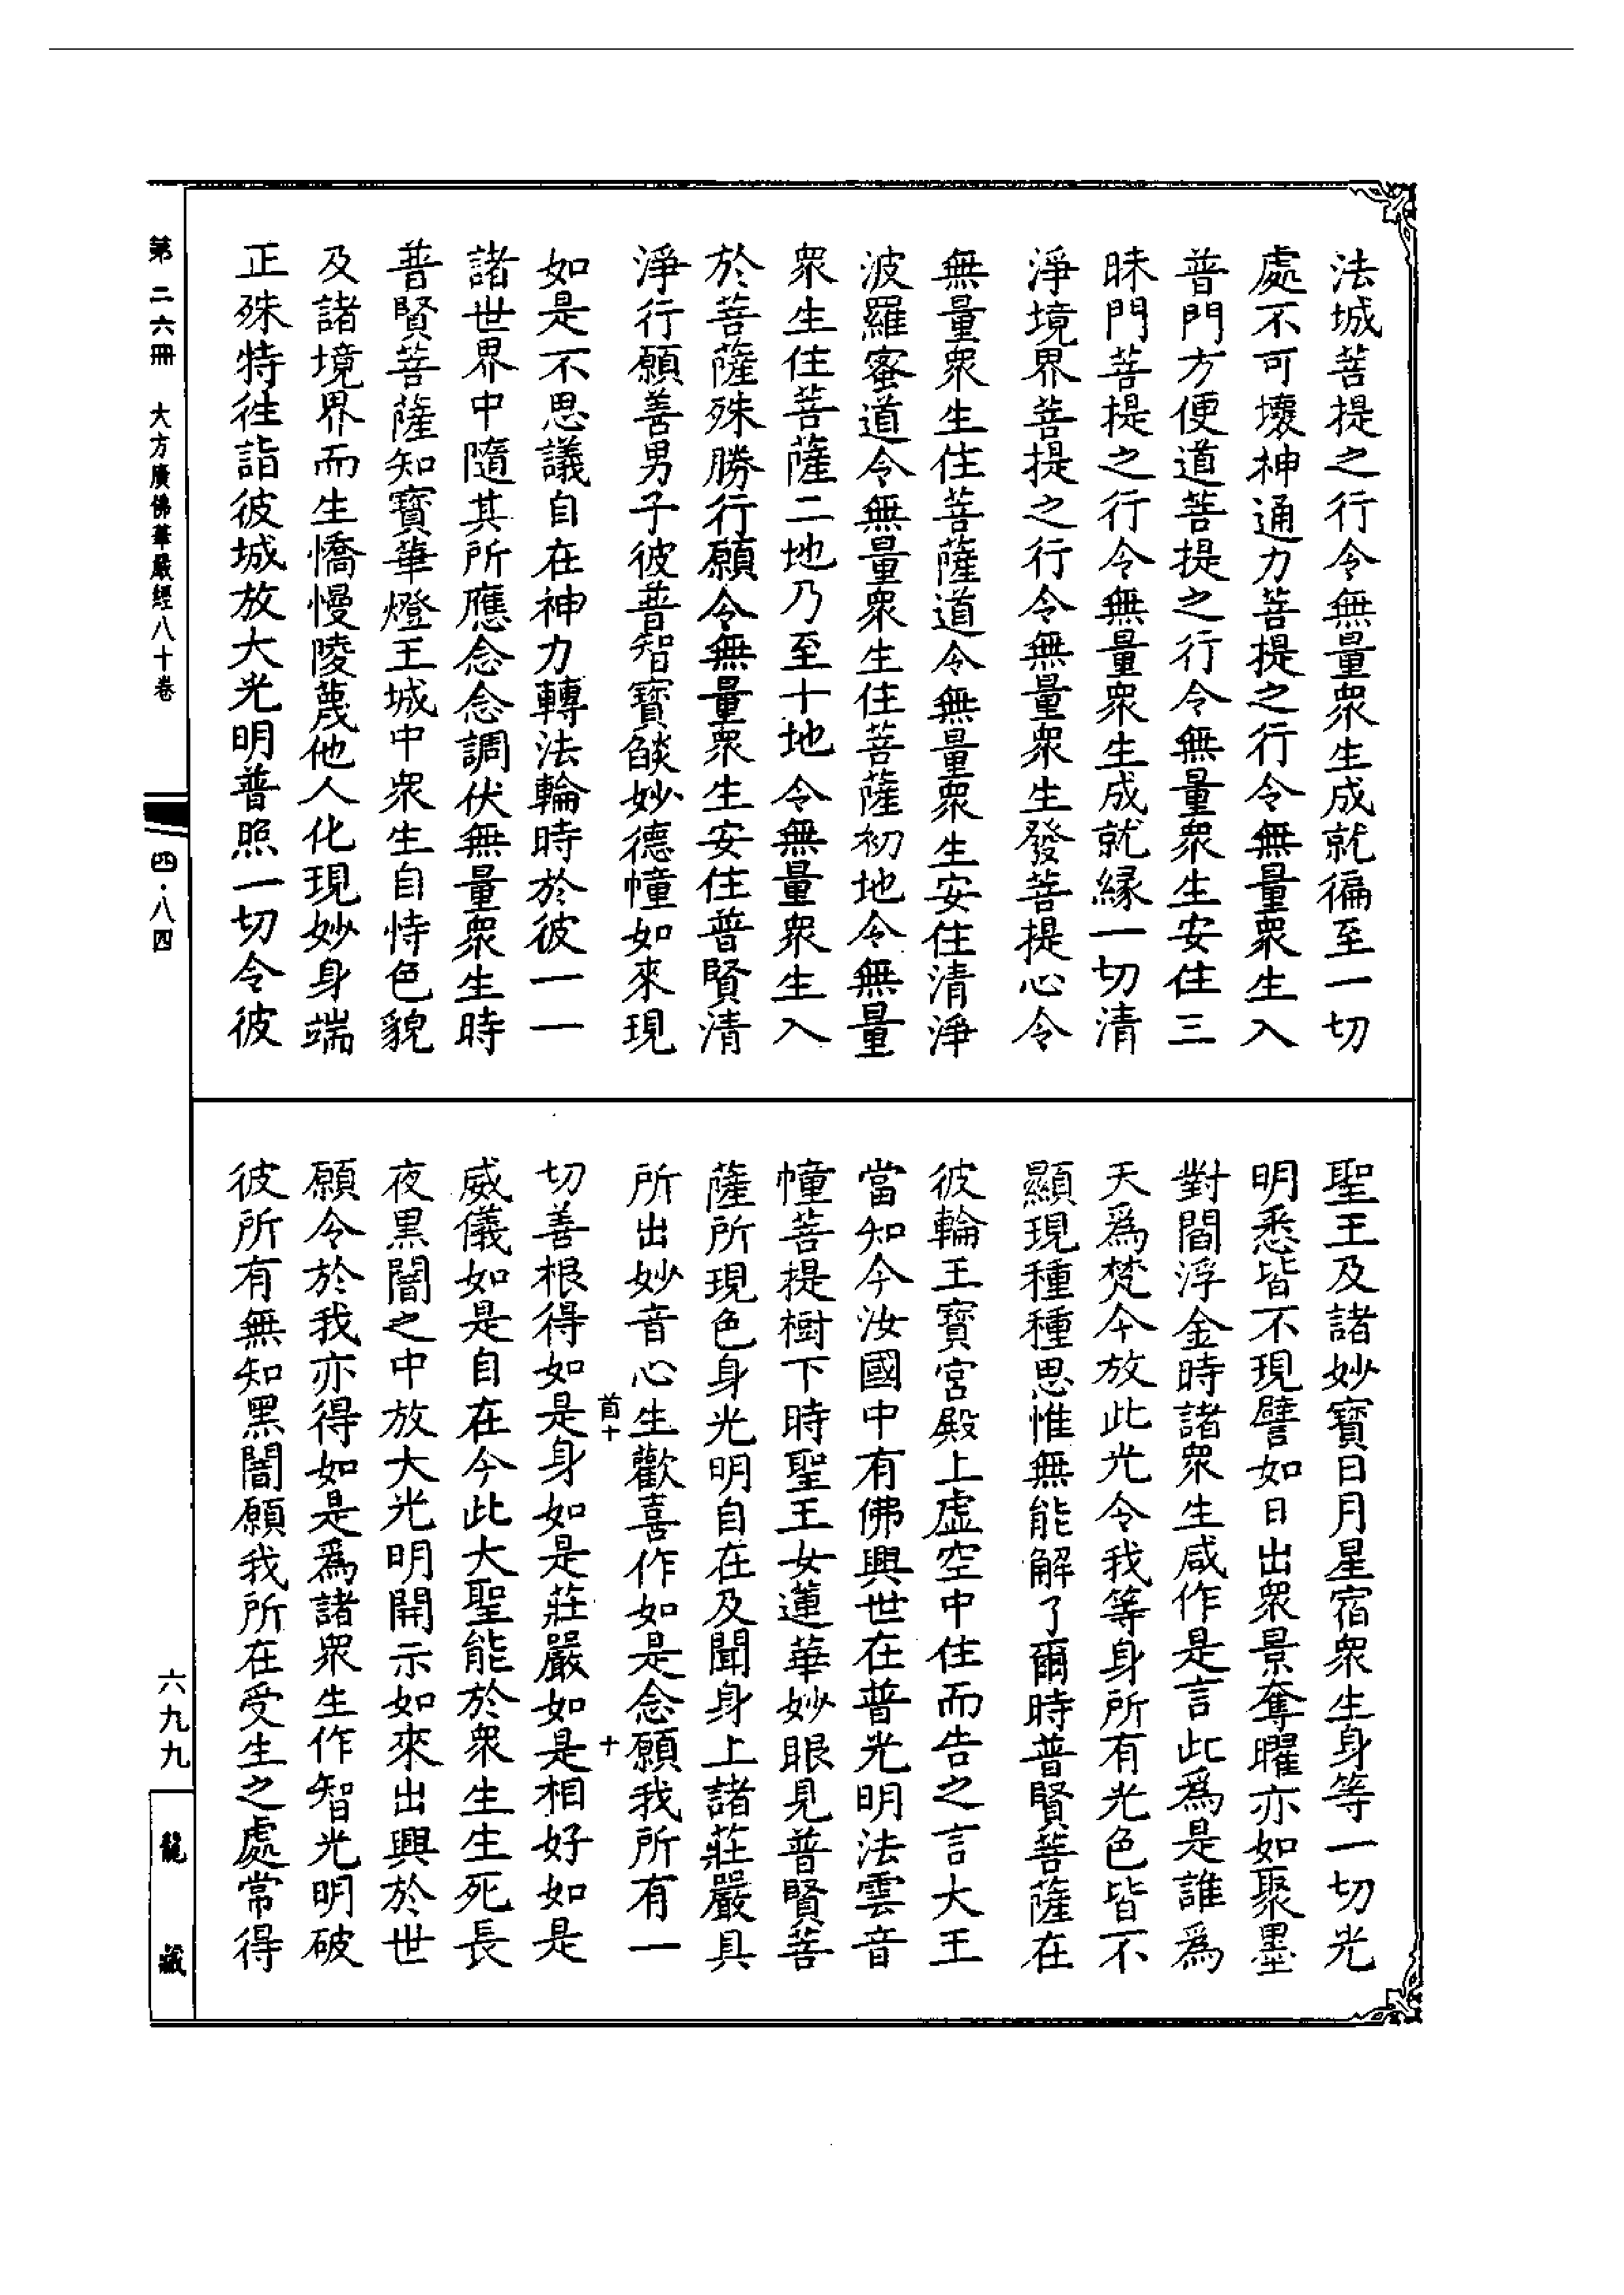 法城菩提之行令無量衆生成就徧至一切
處不可壞神通力菩提之行令無量衆生入
普門方便道菩提之行令無量衆生安住三
昧門菩提之行令無量衆生成就緣一切清
淨境界菩提之行令無量衆生發菩提心令
無量衆生住菩薩道令無量衆生安住清淨
波羅蜜道令無量衆生住菩薩初地令無量
衆生住菩薩二地乃至十地令無量衆生入
於菩薩殊勝行願令無量衆生安住普賢清
淨行願善男子彼普智寶燄妙德幢如來現
如是不思議自在神力轉法輪時於彼一一
諸世界中隨其所應念念調伏無量衆生時
普賢菩薩知寶華燈王城中衆生自恃色貌
及諸境界而生憍慢陵蔑他人化現妙身端
正殊特徃詣彼城放大光明普照一切令彼
聖王及諸妙寶日月星宿衆生身等一切光
明悉皆不現譬如日出衆景奪曜亦如聚墨
對閻浮金時諸衆生咸作是言此爲是誰爲
天爲梵今放此光令我等身所有光色皆不
顯現種種思惟無能解了爾時普賢菩薩在
彼輪王寶宮殿上虛空中住而告之言大王
當知今汝國中有佛興世在普光明法雲音
幢菩提樹下時聖王女蓮華妙眼見普賢菩
薩所現色身光明自在及聞身上諸莊嚴具
所出妙音心生歡喜作如是念願我所有一
首十
十
切善根得如是身如是莊嚴如是相好如是
威儀如是自在今此大聖能於衆生生死長
夜黑闇之中放大光明開示如來出興於世
願令於我亦得如是爲諸衆生作智光明破
彼所有無知黑闇願我所在受生之處常得
第二六冊 大方廣佛華嚴經八十卷
四·八四
六九九
龍藏